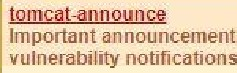 tomcat-announce
Important announcement
vulnerability notifications